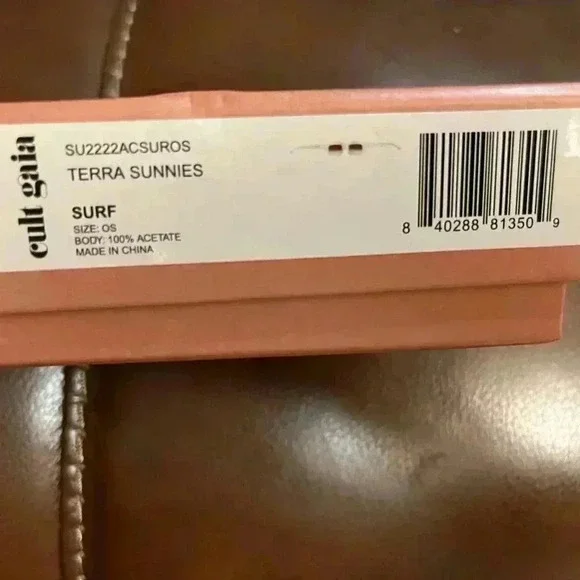 cult gaia
SU2222ACSUROS
TERRA SUNNIES
SURF
SIZE: OS
BODY: 100% ACETATE
MADE IN CHINA
8 40288 81350 9